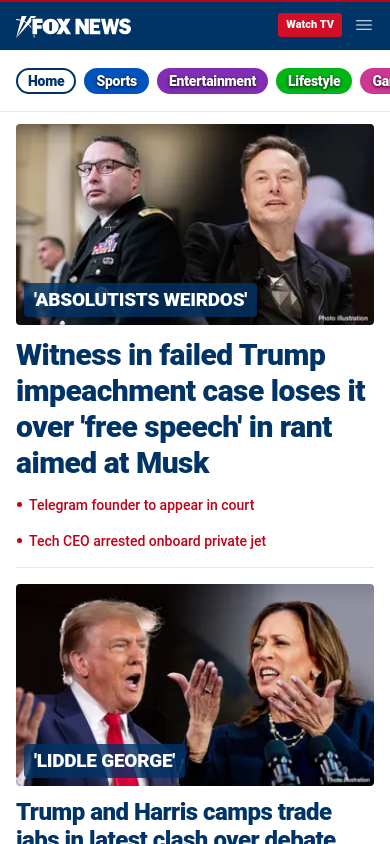 FOX NEWS
Watch TV
Home Sports Entertainment Lifestyle
'ABSOLUTISTS WEIRDOS'
Photo illustration
Witness in failed Trump
impeachment case loses it
over 'free speech' in rant
aimed at Musk
• Telegram founder to appear in court
• Tech CEO arrested onboard private jet
'LIDDLE GEORGE'
Photo illustration
Trump and Harris camps trade
jabs in latest clash over debate